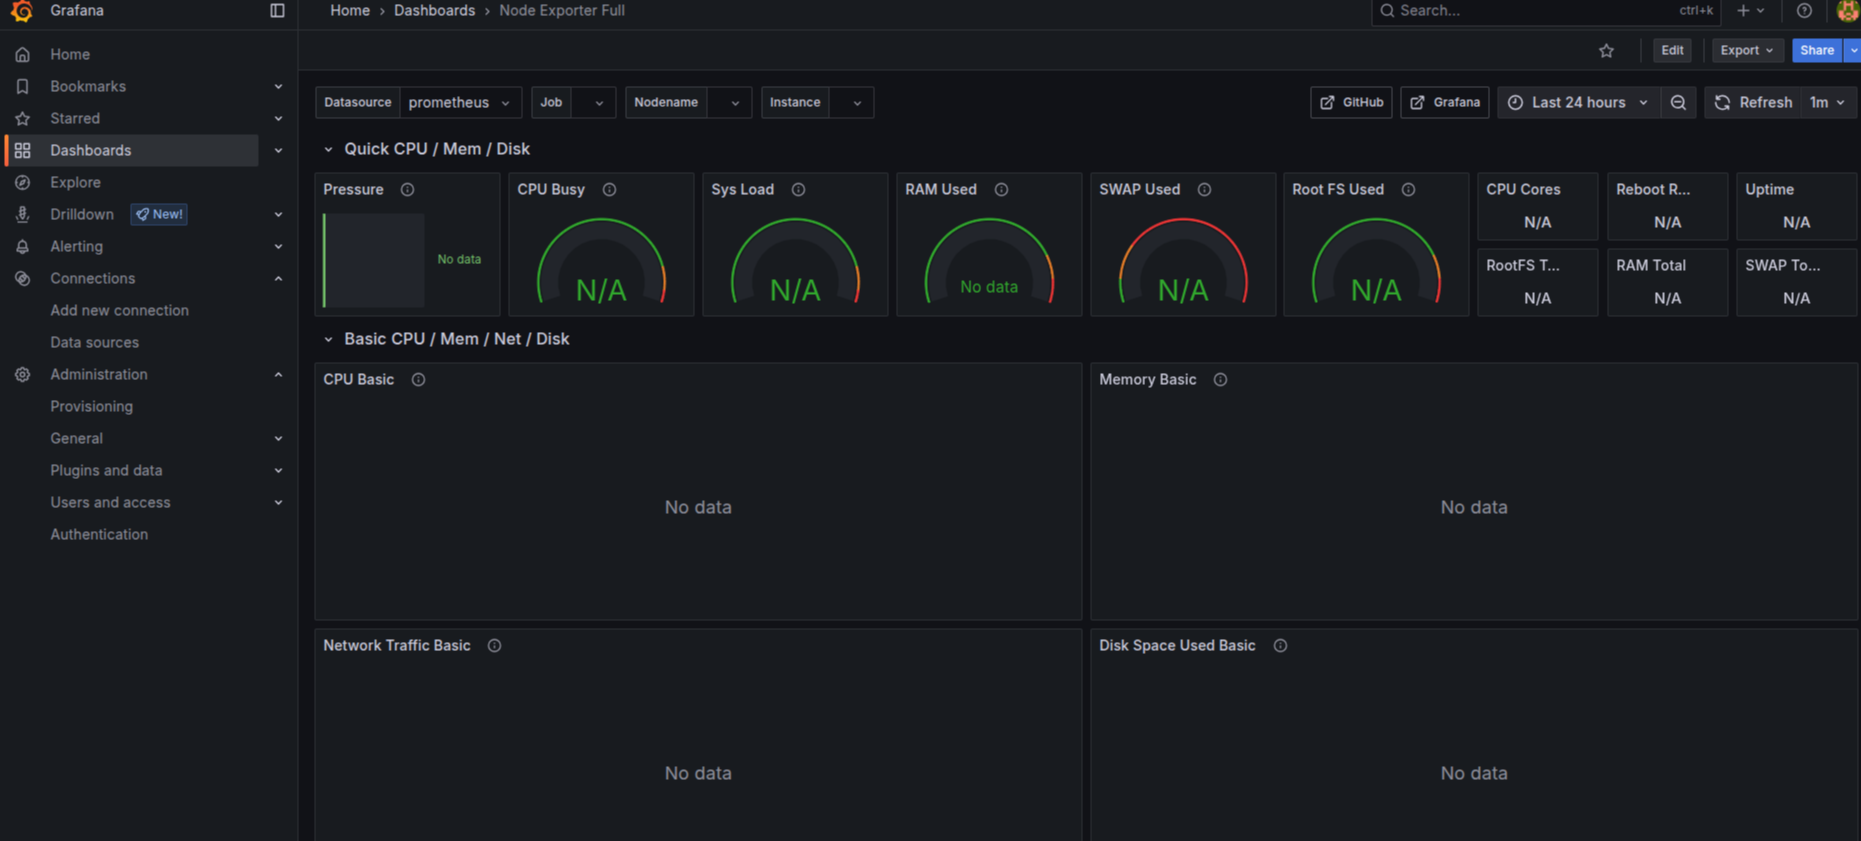 Grafana
Home › Dashboards › Node Exporter Full
Search... ctrl+k
Edit Export Share
Home
Bookmarks
Starred
Dashboards
Explore
Drilldown New!
Alerting
Connections
Add new connection
Data sources
Administration
Provisioning
General
Plugins and data
Users and access
Authentication
Datasource prometheus Job Nodename Instance GitHub Grafana Last 24 hours Refresh 1m
Quick CPU / Mem / Disk
Pressure
No data
CPU Busy
N/A
Sys Load
N/A
RAM Used
No data
SWAP Used
N/A
Root FS Used
N/A
CPU Cores
N/A
Reboot R...
N/A
Uptime
N/A
RootFS T...
N/A
RAM Total
N/A
SWAP To...
N/A
Basic CPU / Mem / Net / Disk
CPU Basic
No data
Memory Basic
No data
Network Traffic Basic
No data
Disk Space Used Basic
No data